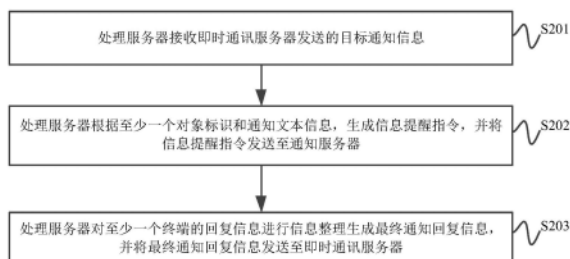 处理服务器接收即时通讯服务器发送的目标通知信息
S201
处理服务器根据至少一个对象标识和通知文本信息，生成信息提醒指令，并将
信息提醒指令发送至通知服务器
S202
处理服务器对至少一个终端的回复信息进行信息整理生成最终通知回复信息，
并将最终通知回复信息发送至即时通讯服务器
S203